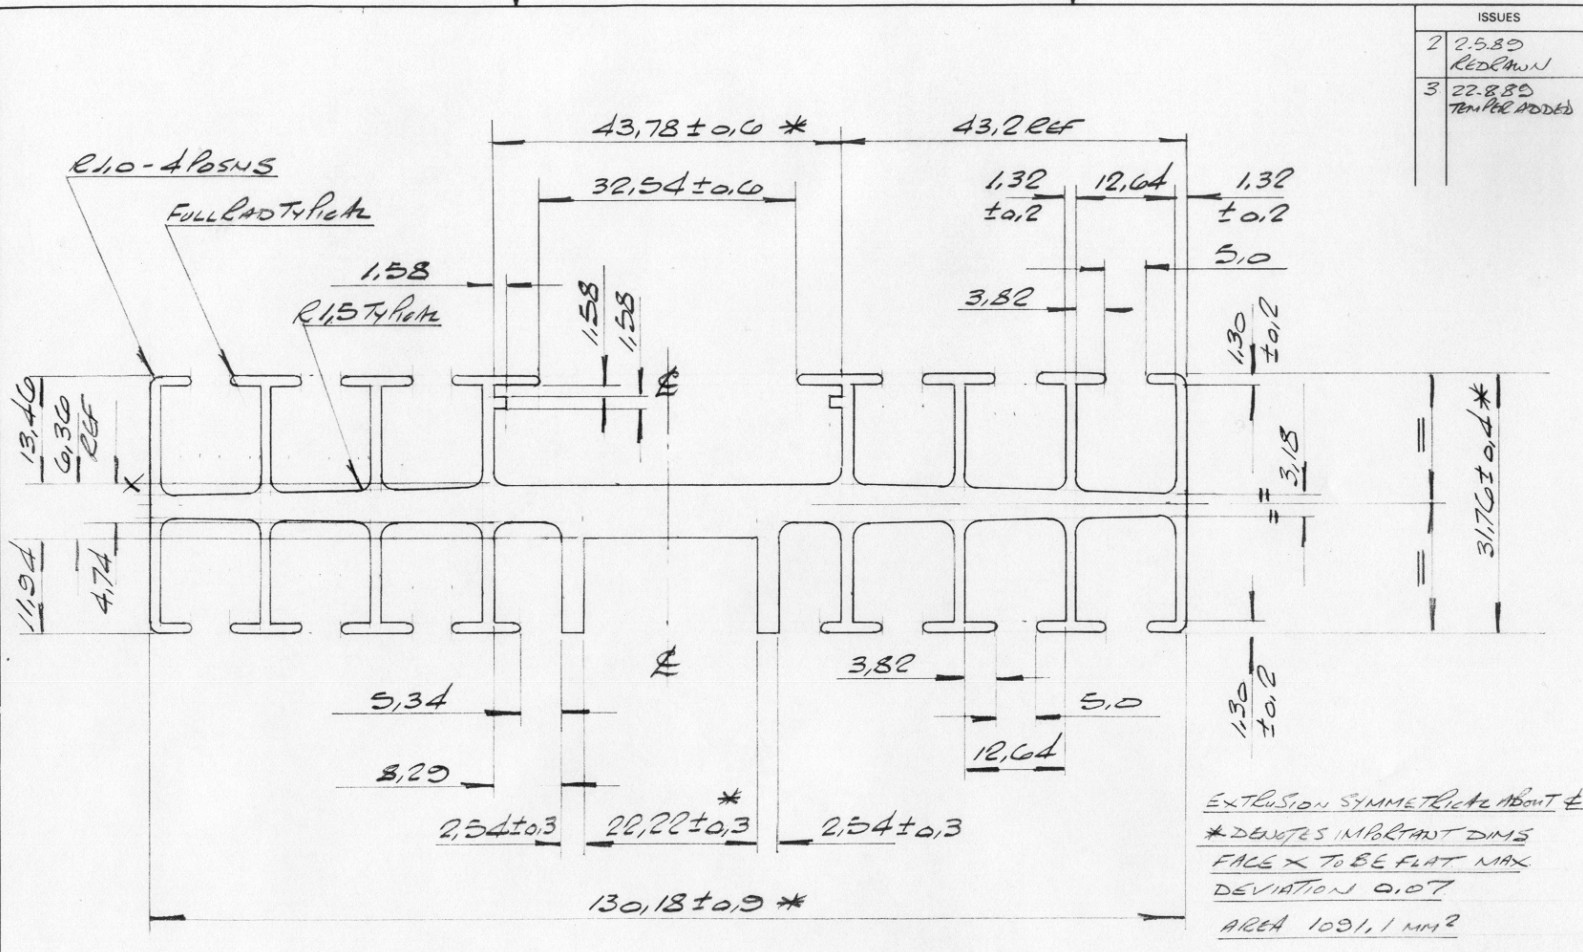 ISSUES
2 2.5.89
REDRAWN
3 22.8.89
TEMPER ADDED
43,78 ± 0,6 *
43,2 REF
R1,0 - 4 POSNS
32,54 ± 0,6
1,32
± 0,2
12,64
1,32
± 0,2
FULL RAD TYPICAL
1,58
5,0
3,82
R1,5 TYPICAL
1,58
1,58
1,30
± 0,2
℄
13,46
6,36
REF
X
=
3,18
=
31,76 ± 0,4 *
=
=
11,94
4,74
℄
5,34
3,82
5,0
1,30
± 0,2
8,29
12,64
*
2,54 ± 0,3
22,22 ± 0,3
2,54 ± 0,3
130,18 ± 0,9 *
EXTRUSION SYMMETRICAL ABOUT ℄
* DENOTES IMPORTANT DIMS
FACE X TO BE FLAT MAX
DEVIATION 0,07
AREA 1091,1 MM²